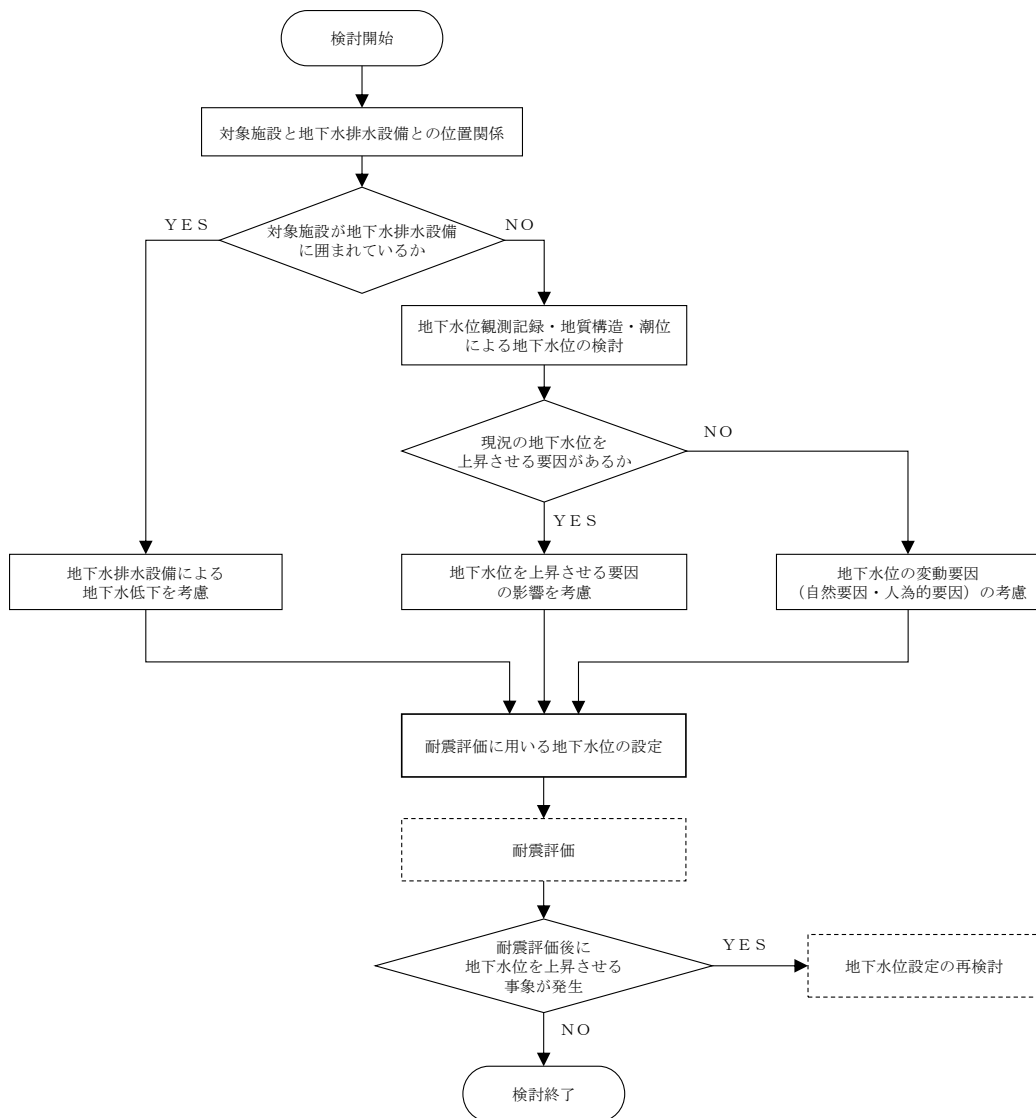 検討開始
対象施設と地下水排水設備との位置関係
対象施設が地下水排水設備
に囲まれているか
ＹＥＳ
ＮＯ
地下水位観測記録・地質構造・潮位
による地下水位の検討
現況の地下水位を
上昇させる要因があるか
ＮＯ
ＹＥＳ
地下水排水設備による
地下水低下を考慮
地下水位を上昇させる要因
の影響を考慮
地下水位の変動要因
（自然要因・人為的要因）の考慮
耐震評価に用いる地下水位の設定
耐震評価
耐震評価後に
地下水位を上昇させる
事象が発生
ＹＥＳ
地下水位設定の再検討
ＮＯ
検討終了